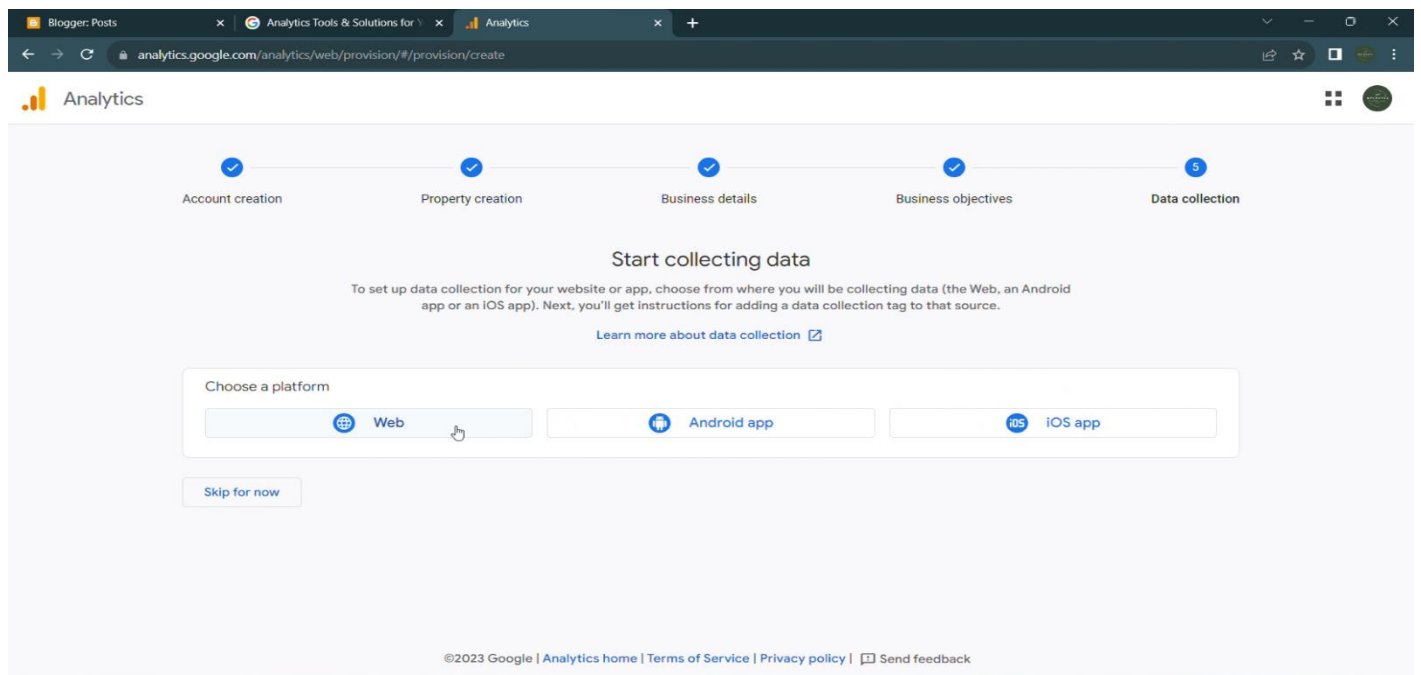 Blogger: Posts
Analytics Tools & Solutions for Y
Analytics
analytics.google.com/analytics/web/provision/#/provision/create
Analytics
5
Account creation
Property creation
Business details
Business objectives
Data collection
Start collecting data
To set up data collection for your website or app, choose from where you will be collecting data (the Web, an Android
app or an iOS app). Next, you'll get instructions for adding a data collection tag to that source.
Learn more about data collection
Choose a platform
Web
Android app
iOS iOS app
Skip for now
©2023 Google | Analytics home | Terms of Service | Privacy policy | Send feedback